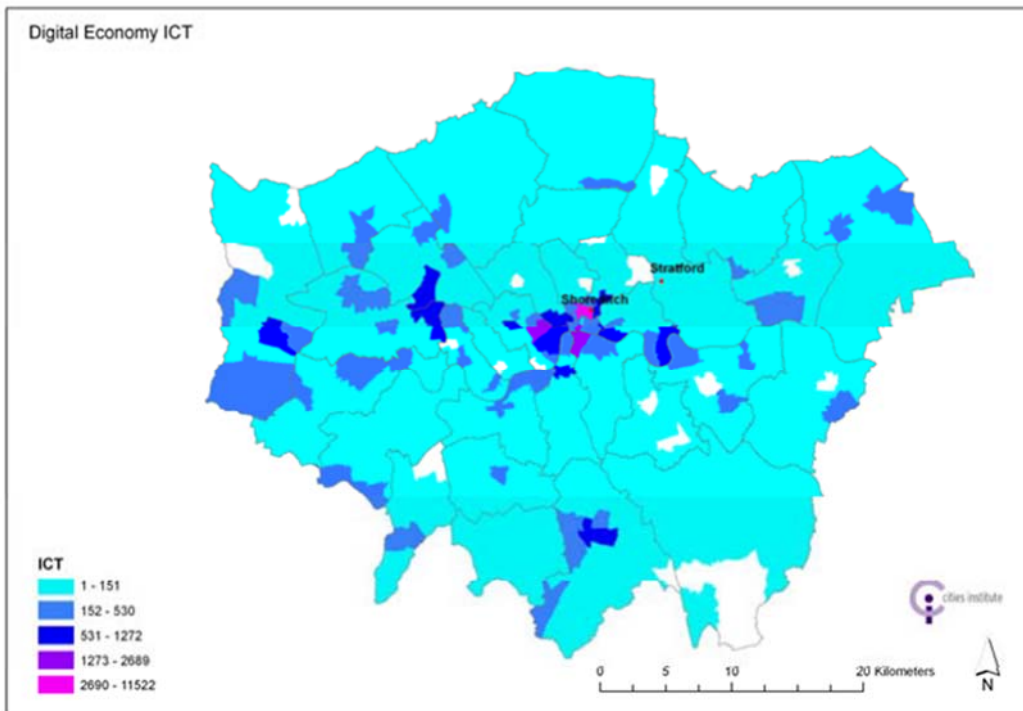 Digital Economy ICT
Stratford
Shoreditch
ICT
1 - 151
152 - 530
531 - 1272
1273 - 2689
2690 - 11522
cities institute
0 5 10 20 Kilometers
N